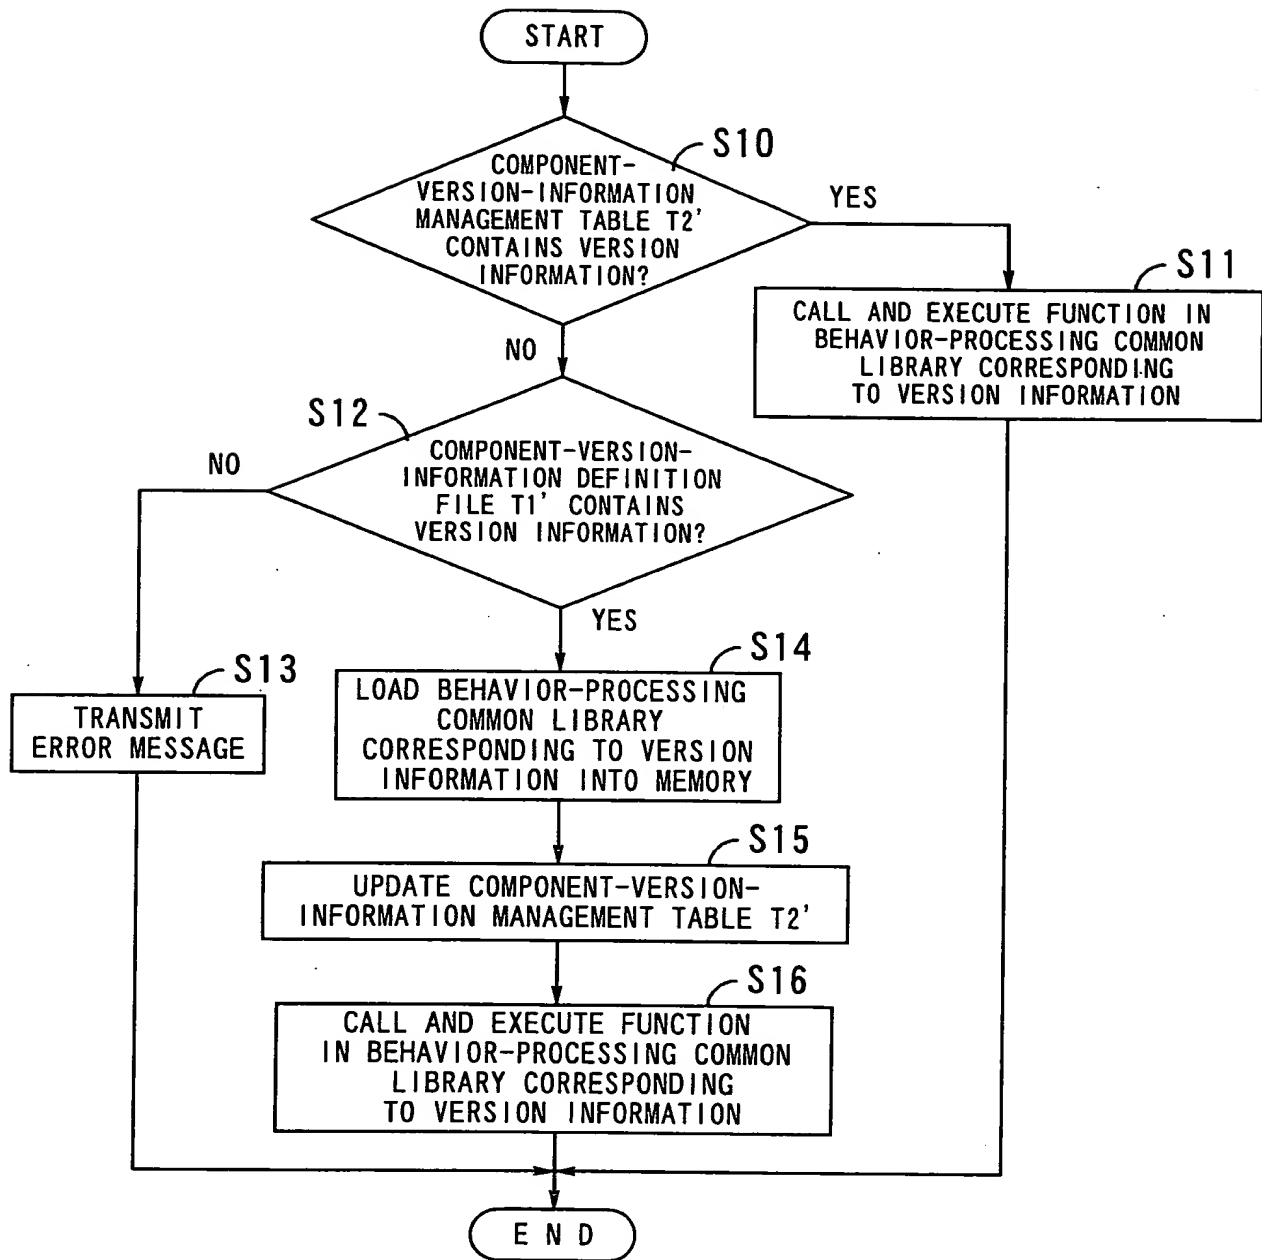 START
S10
COMPONENT-
VERSION-INFORMATION
MANAGEMENT TABLE T2'
CONTAINS VERSION
INFORMATION?
YES
S11
CALL AND EXECUTE FUNCTION IN
BEHAVIOR-PROCESSING COMMON
LIBRARY CORRESPONDING
TO VERSION INFORMATION
NO
S12
COMPONENT-VERSION-
INFORMATION DEFINITION
FILE T1' CONTAINS
VERSION INFORMATION?
NO
YES
S13
TRANSMIT
ERROR MESSAGE
S14
LOAD BEHAVIOR-PROCESSING
COMMON LIBRARY
CORRESPONDING TO VERSION
INFORMATION INTO MEMORY
S15
UPDATE COMPONENT-VERSION-
INFORMATION MANAGEMENT TABLE T2'
S16
CALL AND EXECUTE FUNCTION
IN BEHAVIOR-PROCESSING COMMON
LIBRARY CORRESPONDING
TO VERSION INFORMATION
END